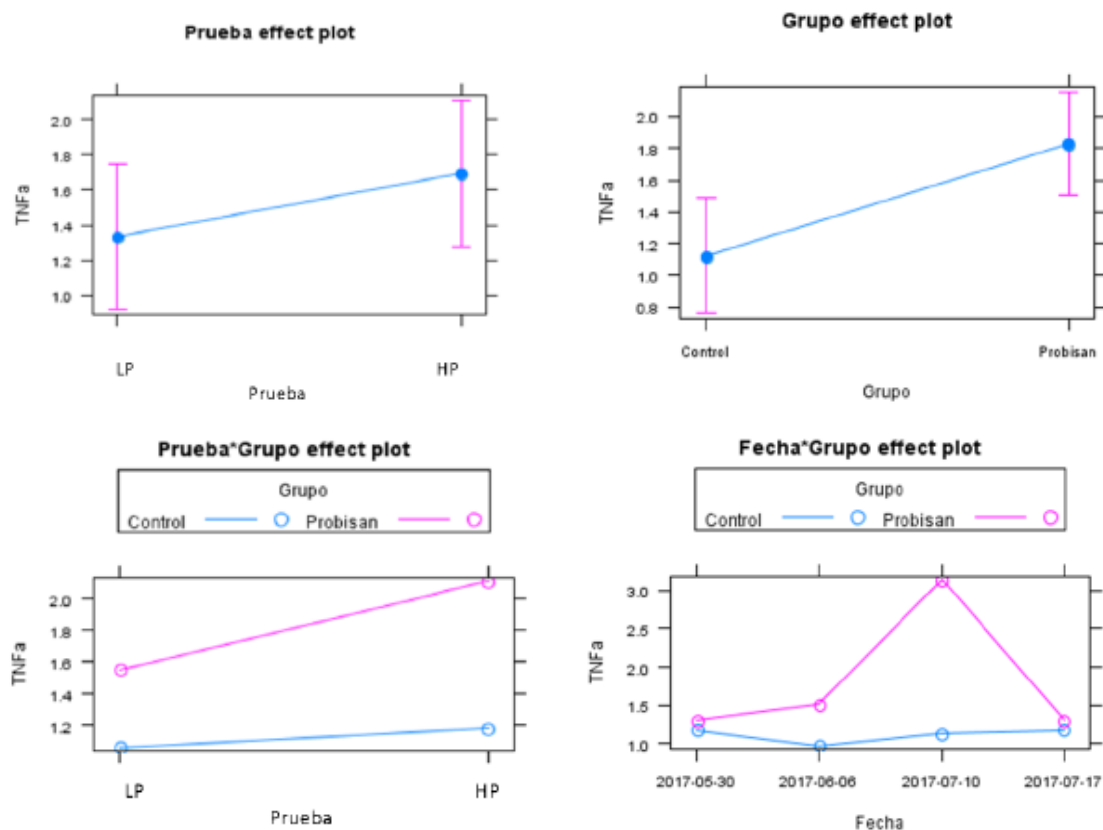 Prueba effect plot
TNFa
2.0
1.8
1.6
1.4
1.2
1.0
LP HP
Prueba
Grupo effect plot
TNFa
2.0
1.8
1.6
1.4
1.2
1.0
0.8
Control Probisan
Grupo
Prueba*Grupo effect plot
Grupo
Control Probisan
TNFa
2.0
1.8
1.6
1.4
1.2
LP HP
Prueba
Fecha*Grupo effect plot
Grupo
Control Probisan
TNFa
3.0
2.5
2.0
1.5
1.0
2017-05-30 2017-06-06 2017-07-10 2017-07-17
Fecha